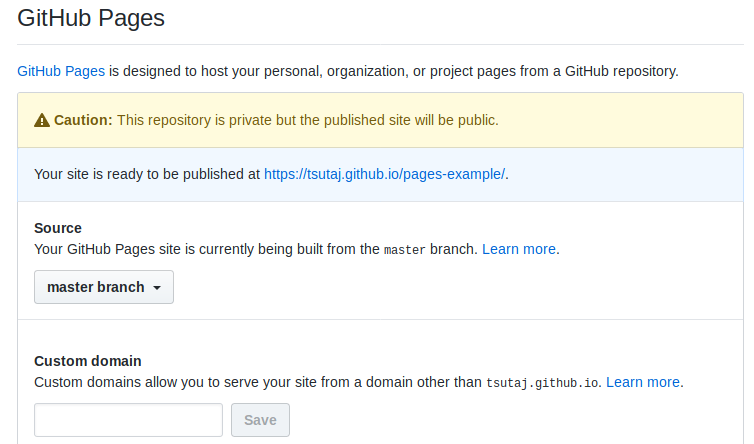 GitHub Pages
GitHub Pages is designed to host your personal, organization, or project pages from a GitHub repository.
Caution: This repository is private but the published site will be public.
Your site is ready to be published at https://tsutaj.github.io/pages-example/.
Source
Your GitHub Pages site is currently being built from the master branch. Learn more.
master branch
Custom domain
Custom domains allow you to serve your site from a domain other than tsutaj.github.io. Learn more.
Save